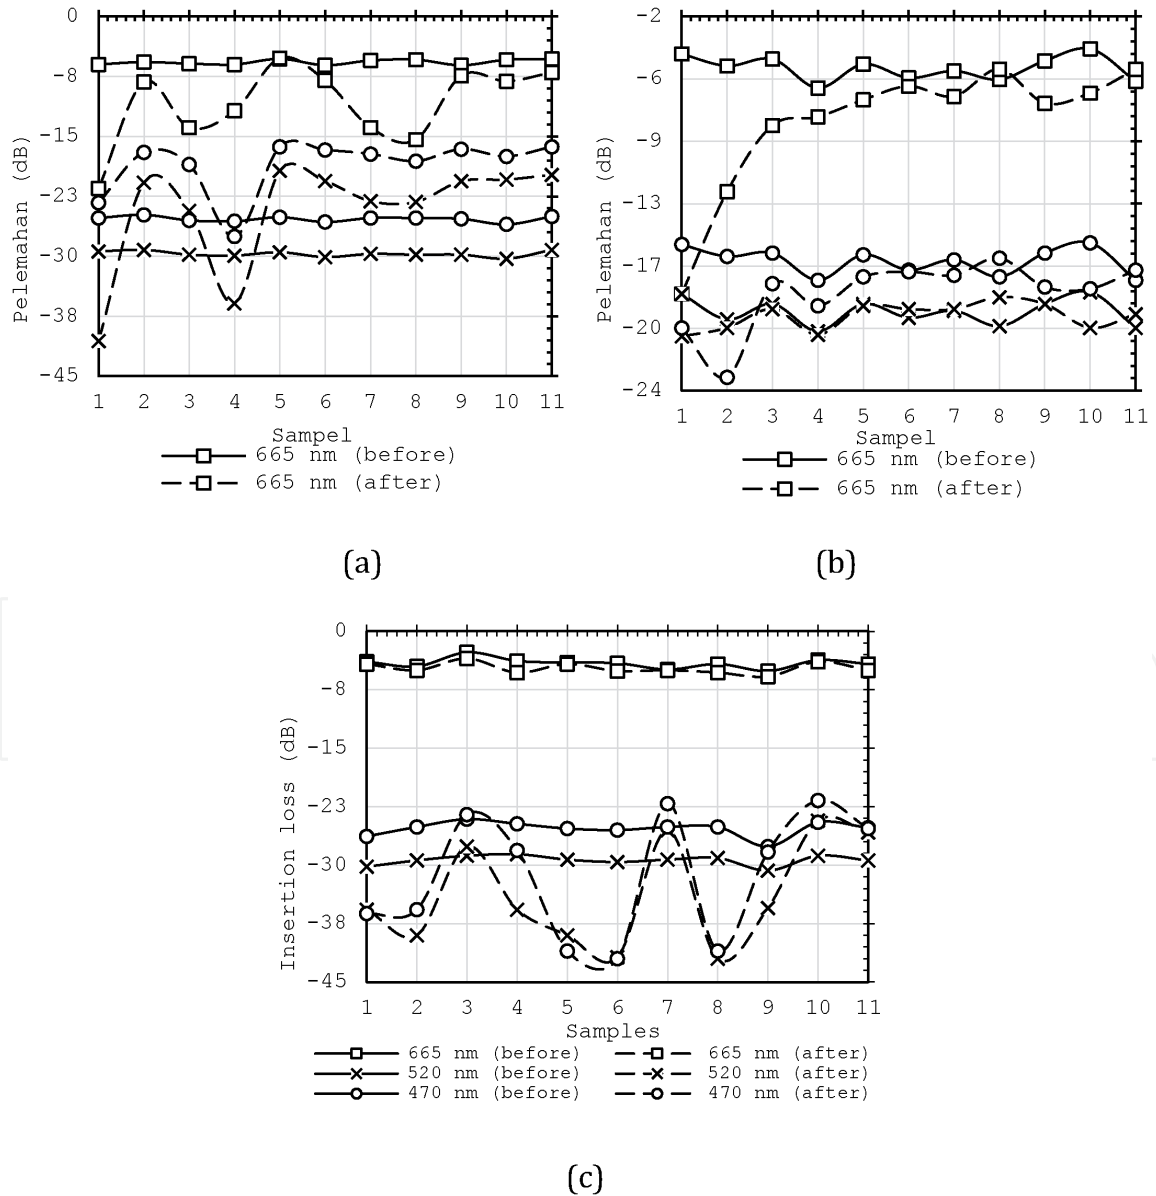 0
-8
-15
-23
-30
-38
-45
Pelemahan (dB)
1 2 3 4 5 6 7 8 9 10 11
Sampel
665 nm (before)
665 nm (after)
(a)
-2
-6
-9
-13
-17
-20
-24
Pelemahan (dB)
1 2 3 4 5 6 7 8 9 10 11
Sampel
665 nm (before)
665 nm (after)
(b)
0
-8
-15
-23
-30
-38
-45
Insertion loss (dB)
1 2 3 4 5 6 7 8 9 10 11
Samples
665 nm (before) 665 nm (after)
520 nm (before) 520 nm (after)
470 nm (before) 470 nm (after)
(c)